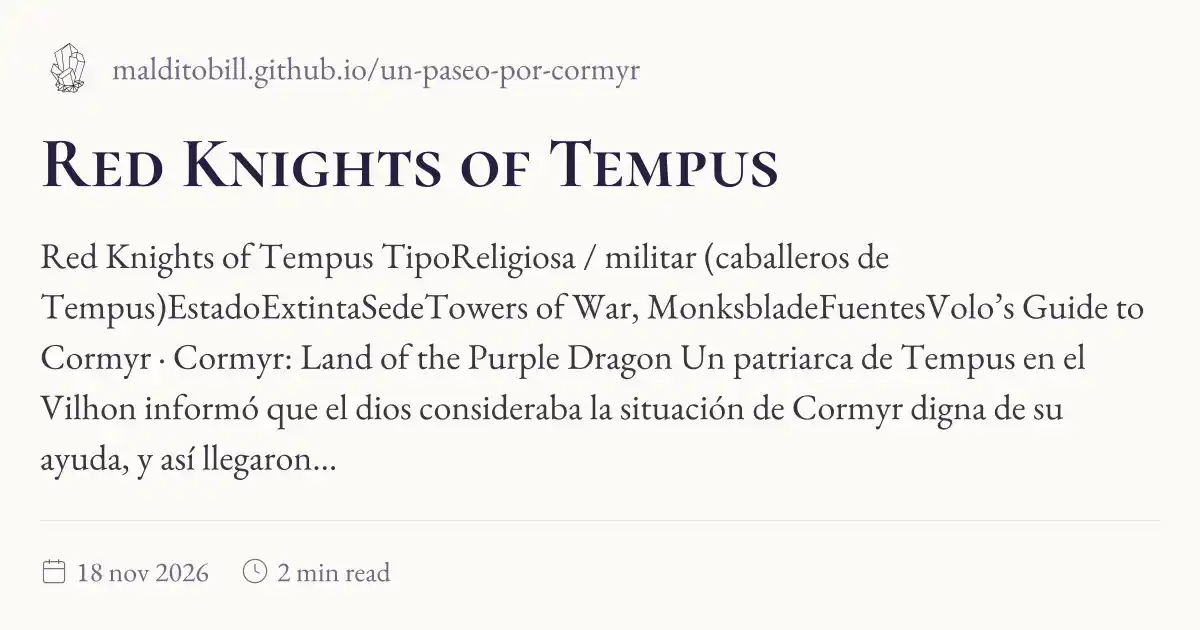 malditobill.github.io/un-paseo-por-cormyr
Red Knights of Tempus
Red Knights of Tempus TipoReligiosa / militar (caballeros de
Tempus)EstadoExtintaSedeTowers of War, MonksbladeFuentesVolo’s Guide to
Cormyr · Cormyr: Land of the Purple Dragon Un patriarca de Tempus en el
Vilhon informó que el dios consideraba la situación de Cormyr digna de su
ayuda, y así llegaron...
18 nov 2026 2 min read